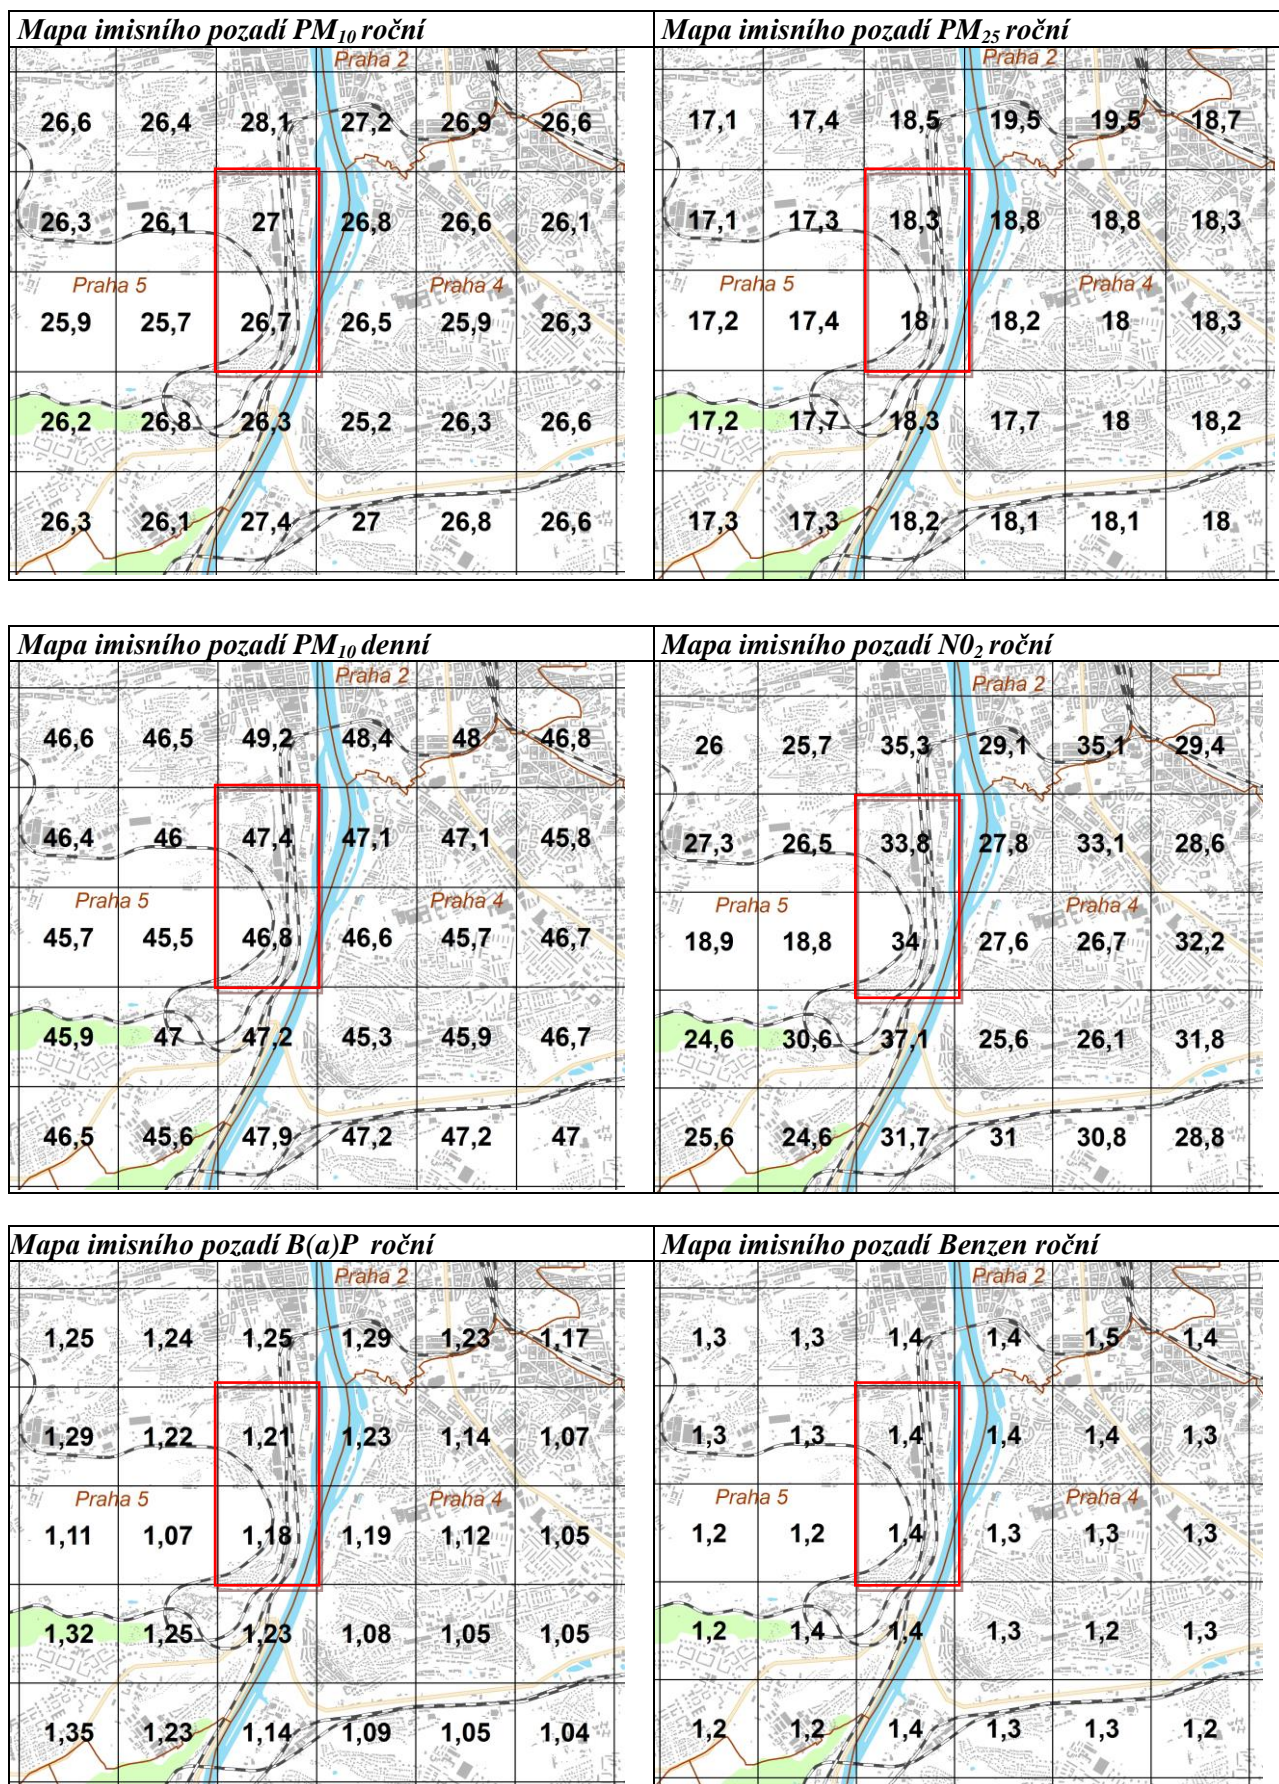 Mapa imisního pozadí PM10 roční
Praha 2
26,6 26,4 28,1 27,2 26,9 26,6
26,3 26,1 27 26,8 26,6 26,1
Praha 5 Praha 4
25,9 25,7 26,7 26,5 25,9 26,3
26,2 26,8 26,3 25,2 26,3 26,6
26,3 26,1 27,4 27 26,8 26,6
Mapa imisního pozadí PM25 roční
Praha 2
17,1 17,4 18,5 19,5 19,5 18,7
17,1 17,3 18,3 18,8 18,8 18,3
Praha 5 Praha 4
17,2 17,4 18 18,2 18 18,3
17,2 17,7 18,3 17,7 18 18,2
17,3 17,3 18,2 18,1 18,1 18
Mapa imisního pozadí PM10 denní
Praha 2
46,6 46,5 49,2 48,4 48 46,8
46,4 46 47,4 47,1 47,1 45,8
Praha 5 Praha 4
45,7 45,5 46,8 46,6 45,7 46,7
45,9 47 47,2 45,3 45,9 46,7
46,5 45,6 47,9 47,2 47,2 47
Mapa imisního pozadí N02 roční
Praha 2
26 25,7 35,3 29,1 35,1 29,4
27,3 26,5 33,8 27,8 33,1 28,6
Praha 5 Praha 4
18,9 18,8 34 27,6 26,7 32,2
24,6 30,6 37,1 25,6 26,1 31,8
25,6 24,6 31,7 31 30,8 28,8
Mapa imisního pozadí B(a)P roční
Praha 2
1,25 1,24 1,25 1,29 1,23 1,17
1,29 1,22 1,21 1,23 1,14 1,07
Praha 5 Praha 4
1,11 1,07 1,18 1,19 1,12 1,05
1,32 1,25 1,23 1,08 1,05 1,05
1,35 1,23 1,14 1,09 1,05 1,04
Mapa imisního pozadí Benzen roční
Praha 2
1,3 1,3 1,4 1,4 1,5 1,4
1,3 1,3 1,4 1,4 1,4 1,3
Praha 5 Praha 4
1,2 1,2 1,4 1,3 1,3 1,3
1,2 1,4 1,4 1,3 1,2 1,3
1,2 1,2 1,4 1,3 1,3 1,2